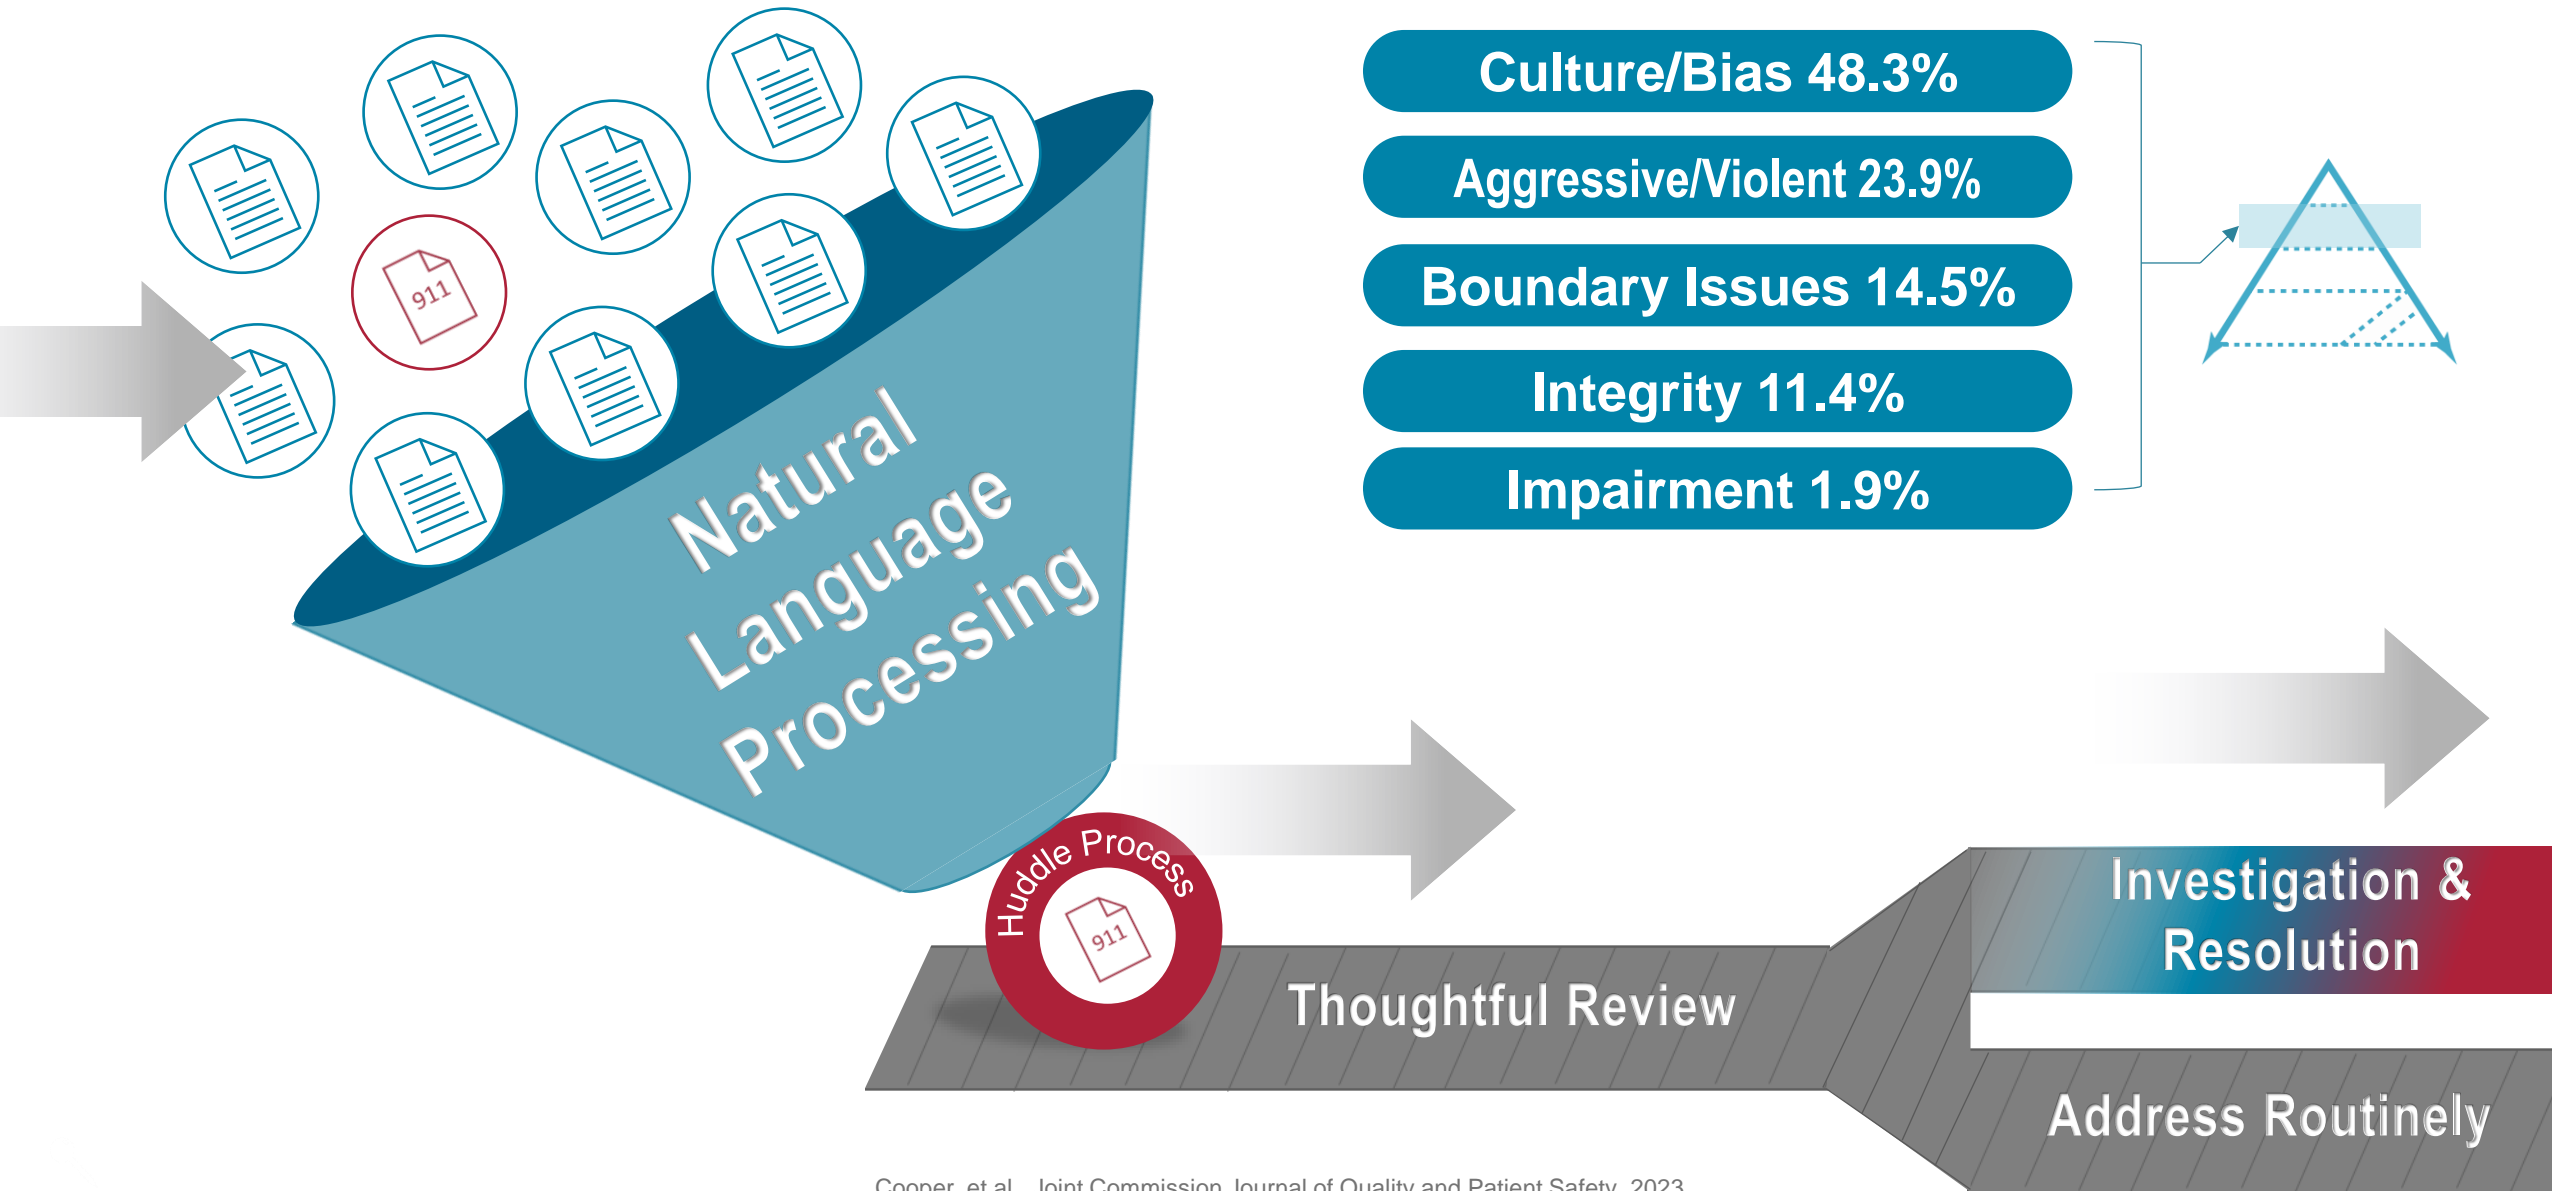 911
Natural
Language
Processing
Culture/Bias 48.3%
Aggressive/Violent 23.9%
Boundary Issues 14.5%
Integrity 11.4%
Impairment 1.9%
Huddle Process
911
Thoughtful Review
Investigation &
Resolution
Address Routinely
Cooper, et al., Joint Commission Journal of Quality and Patient Safety, 2023